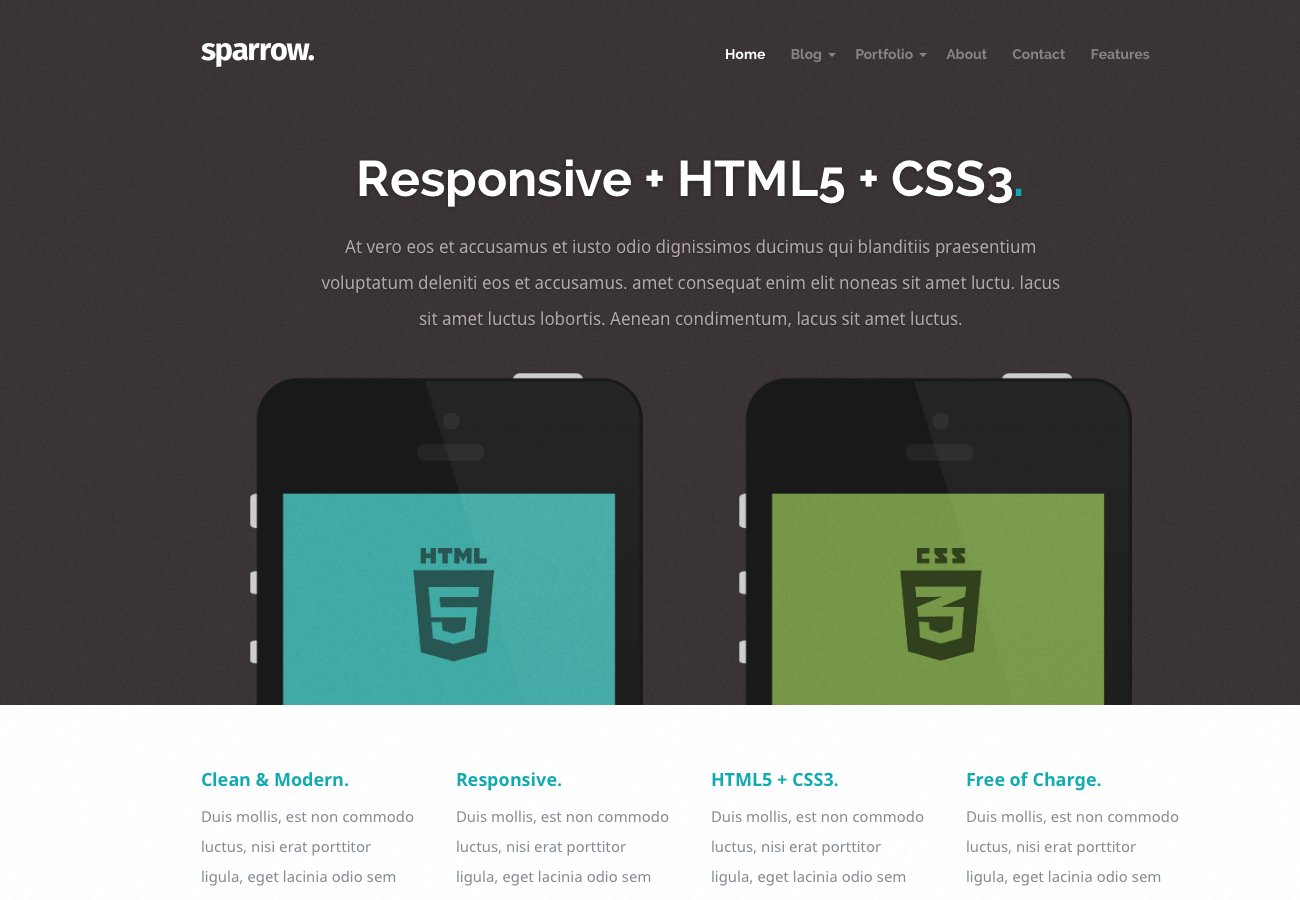 sparrow.
Home Blog Portfolio About Contact Features
Responsive + HTML5 + CSS3.
At vero eos et accusamus et iusto odio dignissimos ducimus qui blanditiis praesentium
voluptatum deleniti eos et accusamus. amet consequat enim elit noneas sit amet luctu. lacus
sit amet luctus lobortis. Aenean condimentum, lacus sit amet luctus.
HTML
5
CSS
3
Clean & Modern.
Duis mollis, est non commodo
luctus, nisi erat porttitor
ligula, eget lacinia odio sem
Responsive.
Duis mollis, est non commodo
luctus, nisi erat porttitor
ligula, eget lacinia odio sem
HTML5 + CSS3.
Duis mollis, est non commodo
luctus, nisi erat porttitor
ligula, eget lacinia odio sem
Free of Charge.
Duis mollis, est non commodo
luctus, nisi erat porttitor
ligula, eget lacinia odio sem